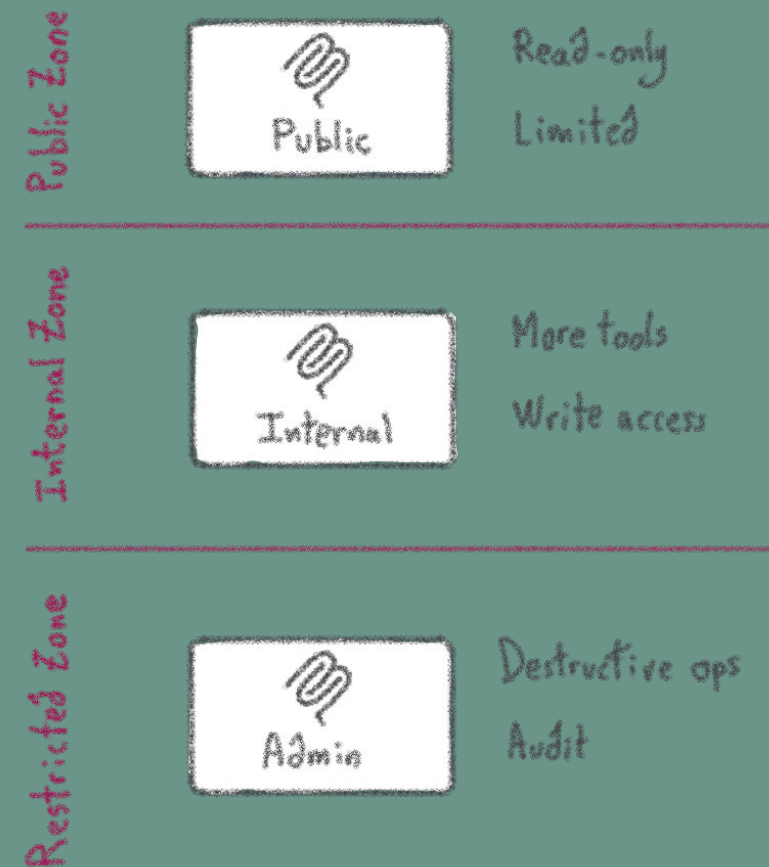 Public Zone
Public
Read-only
Limited
Internal Zone
Internal
More tools
Write access
Restricted Zone
Admin
Destructive ops
Audit